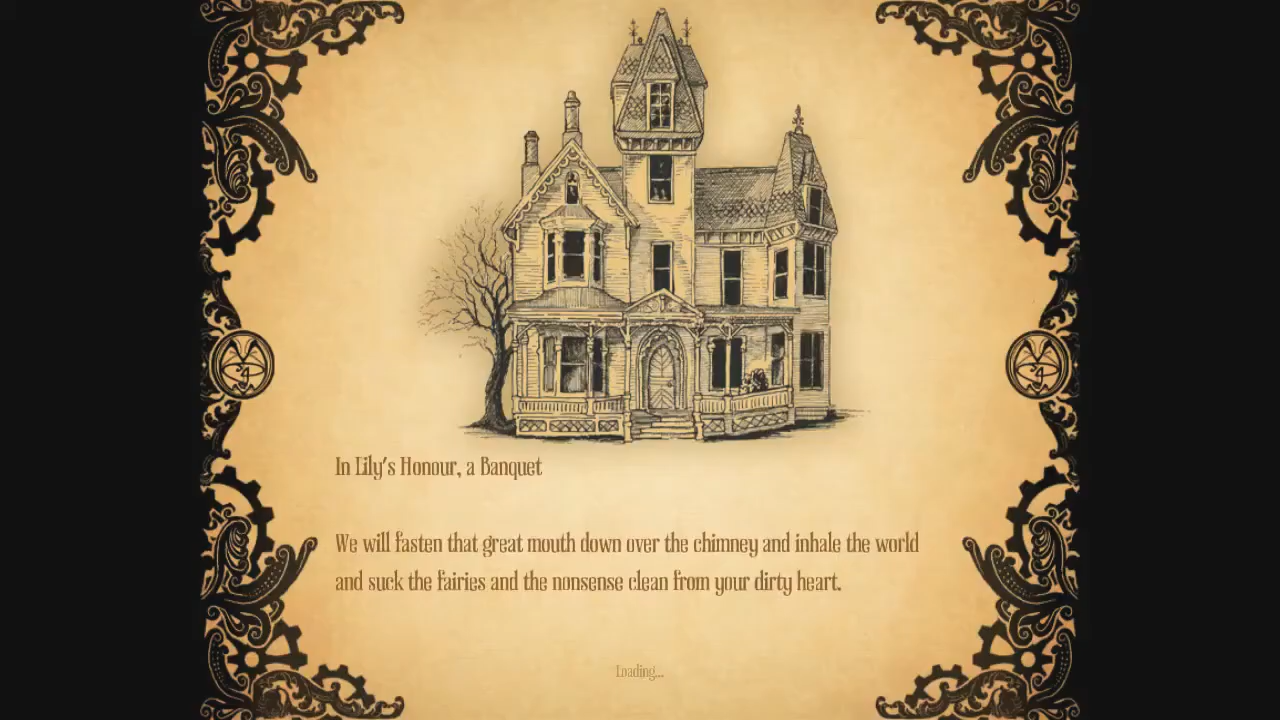 In Lily's Honour, a Banquet
We will fasten that great mouth down over the chimney and inhale the world
and suck the fairies and the nonsense clean from your dirty heart.
Loading...